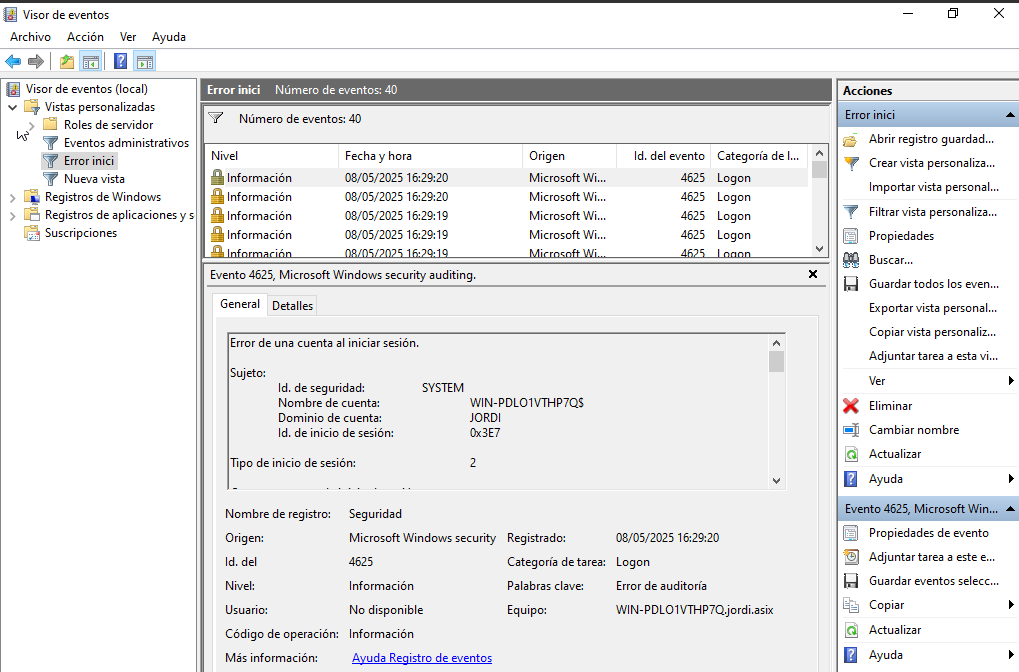 Visor de eventos
Archivo Acción Ver Ayuda
Visor de eventos (local)
Vistas personalizadas
Roles de servidor
Eventos administrativos
Error inici
Nueva vista
Registros de Windows
Registros de aplicaciones y s
Suscripciones
Error inici Número de eventos: 40
Número de eventos: 40
Nivel Fecha y hora Origen Id. del evento Categoría de l...
Información 08/05/2025 16:29:20 Microsoft Wi... 4625 Logon
Información 08/05/2025 16:29:20 Microsoft Wi... 4625 Logon
Información 08/05/2025 16:29:19 Microsoft Wi... 4625 Logon
Información 08/05/2025 16:29:19 Microsoft Wi... 4625 Logon
Información 08/05/2025 16:29:19 Microsoft Wi... 4625 Logon
Evento 4625, Microsoft Windows security auditing.
General Detalles
Error de una cuenta al iniciar sesión.
Sujeto:
Id. de seguridad: SYSTEM
Nombre de cuenta: WIN-PDLO1VTHP7Q$
Dominio de cuenta: JORDI
Id. de inicio de sesión: 0x3E7
Tipo de inicio de sesión: 2
Nombre de registro: Seguridad
Origen: Microsoft Windows security Registrado: 08/05/2025 16:29:20
Id. del 4625 Categoría de tarea: Logon
Nivel: Información Palabras clave: Error de auditoría
Usuario: No disponible Equipo: WIN-PDLO1VTHP7Q.jordi.asix
Código de operación: Información
Más información: Ayuda Registro de eventos
Acciones
Error inici
Abrir registro guardad...
Crear vista personaliza...
Importar vista personal...
Filtrar vista personaliza...
Propiedades
Buscar...
Guardar todos los even...
Exportar vista personal...
Copiar vista personaliz...
Adjuntar tarea a esta vi...
Ver
Eliminar
Cambiar nombre
Actualizar
Ayuda
Evento 4625, Microsoft Win...
Propiedades de evento
Adjuntar tarea a este e...
Guardar eventos selecc...
Copiar
Actualizar
Ayuda